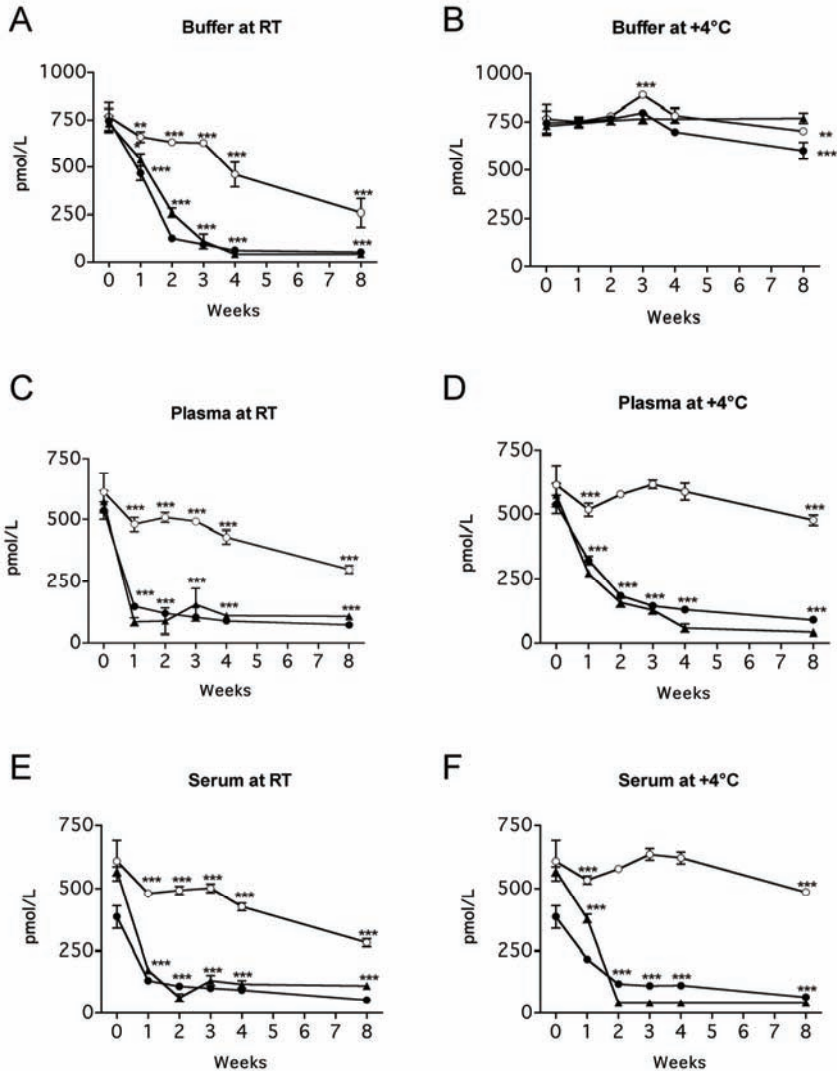 A
Buffer at RT
1000
750
500
250
0
pmol/L
** *** *** *** ***
* *** *** *** *** ***
0 1 2 3 4 5 6 7 8
Weeks
B
Buffer at +4°C
1000
750
500
250
0
pmol/L
***
**
***
0 1 2 3 4 5 6 7 8
Weeks
C
Plasma at RT
750
500
250
0
pmol/L
*** *** *** *** ***
*** *** *** *** ***
0 1 2 3 4 5 6 7 8
Weeks
D
Plasma at +4°C
750
500
250
0
pmol/L
*** ***
*** *** *** *** ***
0 1 2 3 4 5 6 7 8
Weeks
E
Serum at RT
750
500
250
0
pmol/L
*** *** *** *** ***
*** *** *** *** ***
0 1 2 3 4 5 6 7 8
Weeks
F
Serum at +4°C
750
500
250
0
pmol/L
*** ***
*** *** *** *** ***
0 1 2 3 4 5 6 7 8
Weeks